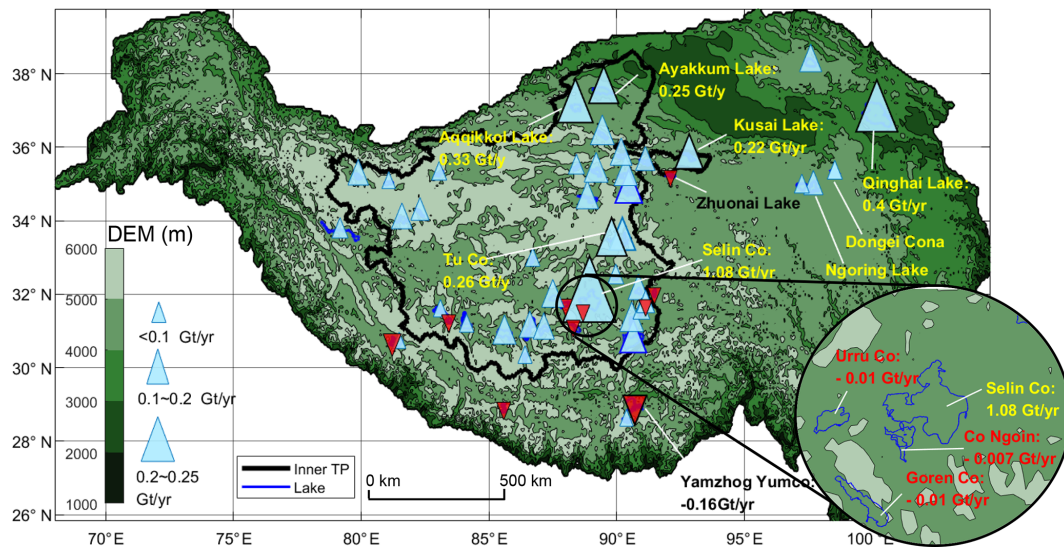 38° N
36° N
34° N
32° N
30° N
28° N
26° N
70° E
75° E
80° E
85° E
90° E
95° E
100° E
DEM (m)
6000
5000
4000
3000
2000
1000
<0.1 Gt/yr
0.1~0.2 Gt/yr
0.2~0.25
Gt/yr
Inner TP
Lake
0 km
500 km
Ayakkum Lake:
0.25 Gt/y
Aqqikkol Lake:
0.33 Gt/y
Kusai Lake:
0.22 Gt/yr
Zhuonai Lake
Qinghai Lake:
0.4 Gt/yr
Dongei Cona
Ngoring Lake
Tu Co:
0.26 Gt/yr
Selin Co:
1.08 Gt/yr
Yamzhog Yumco:
-0.16Gt/yr
Urru Co:
- 0.01 Gt/yr
Selin Co:
1.08 Gt/yr
Co Ngoin:
- 0.007 Gt/yr
Goren Co:
- 0.01 Gt/yr